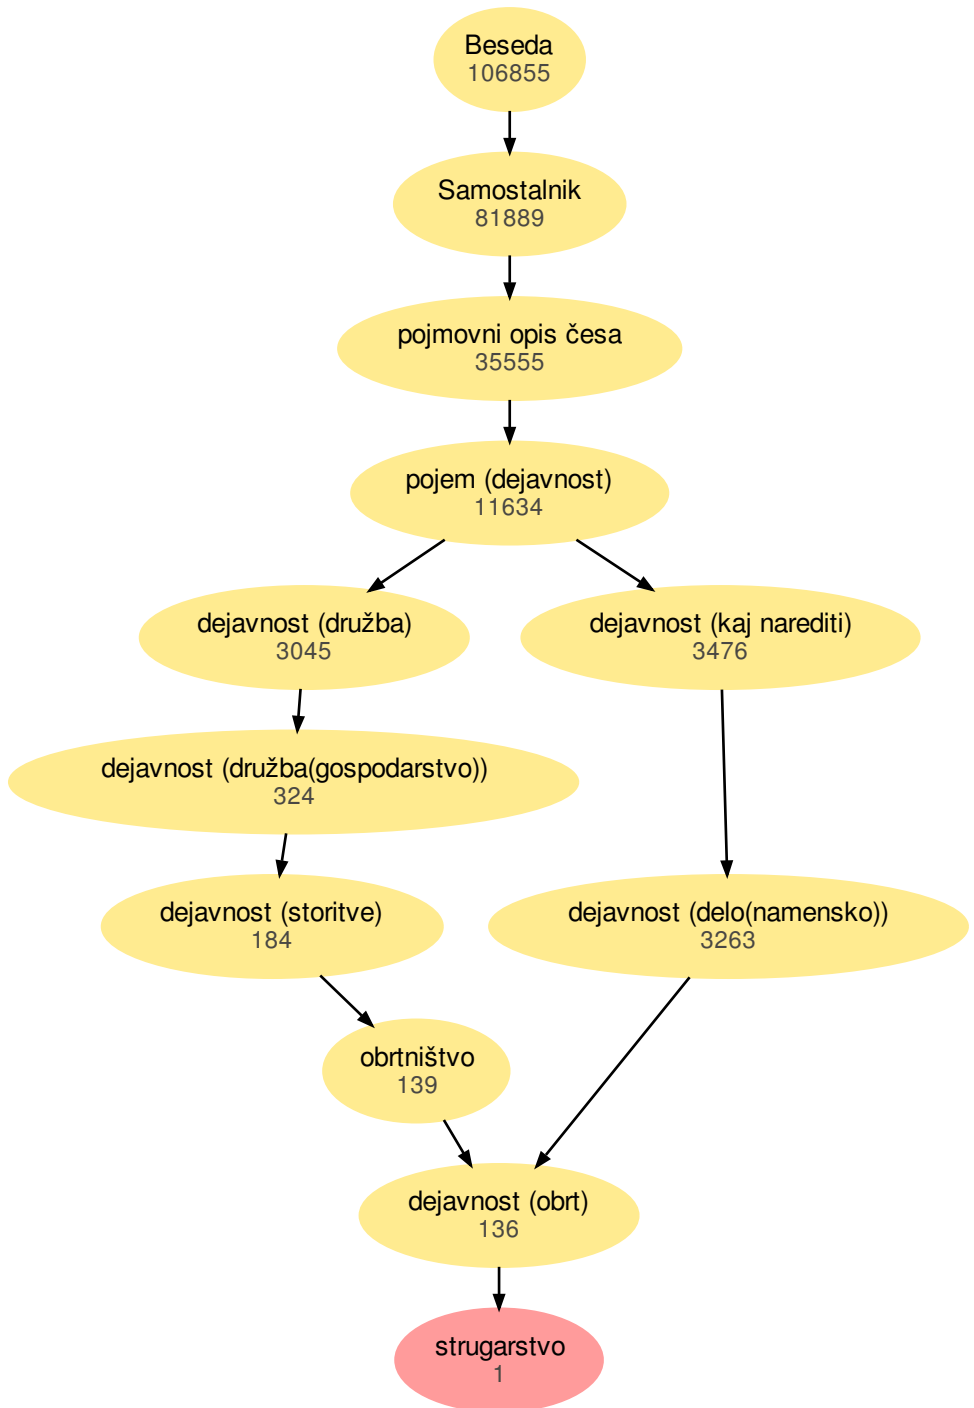 Beseda
106855
Samostalnik
81889
pojmovni opis česa
35555
pojem (dejavnost)
11634
dejavnost (družba)
3045
dejavnost (kaj narediti)
3476
dejavnost (družba(gospodarstvo))
324
dejavnost (storitve)
184
dejavnost (delo(namensko))
3263
obrtništvo
139
dejavnost (obrt)
136
strugarstvo
1